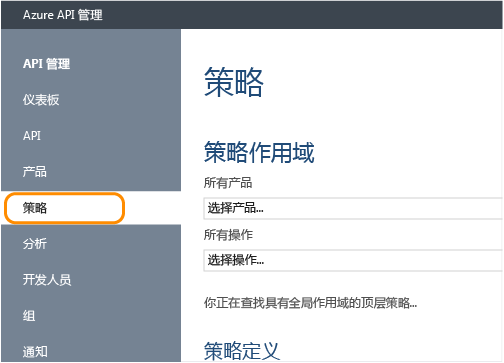 Azure API 管理
API 管理
仪表板
API
产品
策略
分析
开发人员
组
通知
策略
策略作用域
所有产品
选择产品...
所有操作
选择操作...
你正在查找具有全局作用域的顶层策略...
策略定义